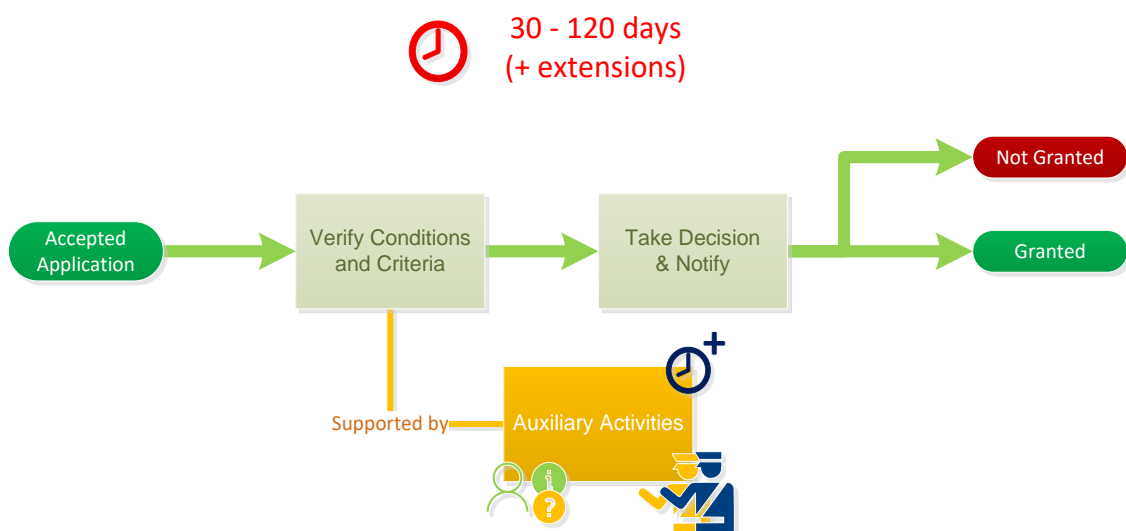 30 - 120 days
(+ extensions)
Not Granted
Accepted
Application
Verify Conditions
and Criteria
Take Decision
& Notify
Granted
Supported by
Auxiliary Activities
i
?